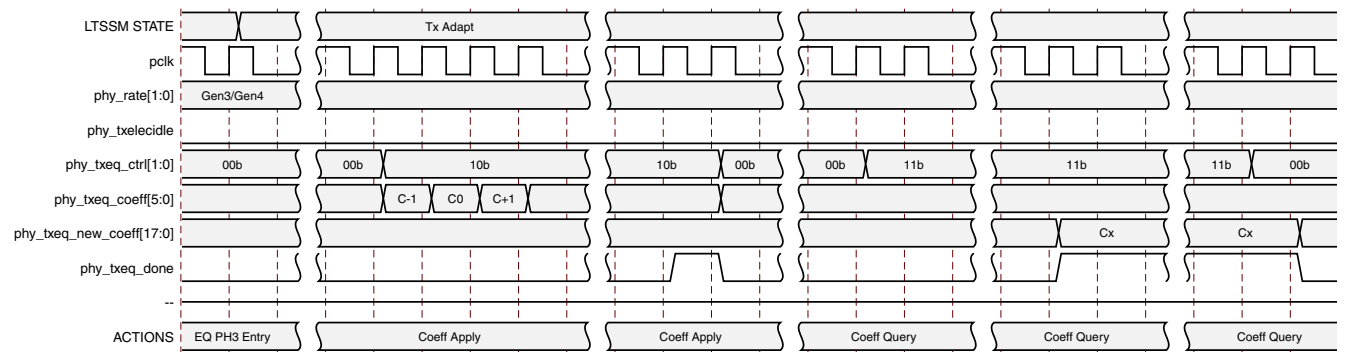 LTSSM STATE Tx Adapt
pclk
phy_rate[1:0] Gen3/Gen4
phy_txelecidle
phy_txeq_ctrl[1:0] 00b 00b 10b 10b 00b 00b 11b 11b 11b 00b
phy_txeq_coeff[5:0] C-1 C0 C+1
phy_txeq_new_coeff[17:0] Cx Cx
phy_txeq_done
--
ACTIONS EQ PH3 Entry Coeff Apply Coeff Apply Coeff Query Coeff Query Coeff Query